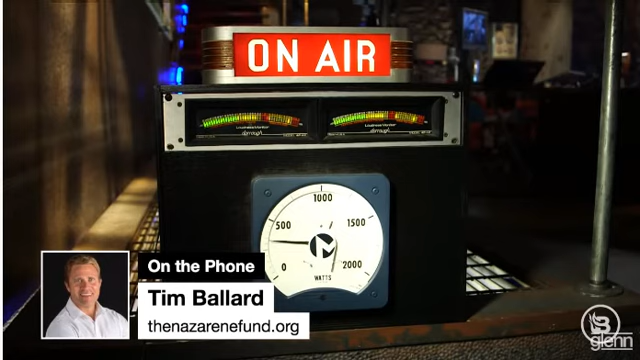 ON AIR
1000
500
1500
0
2000
WATTS
On the Phone
Tim Ballard
thenazarenefund.org
B
glenn